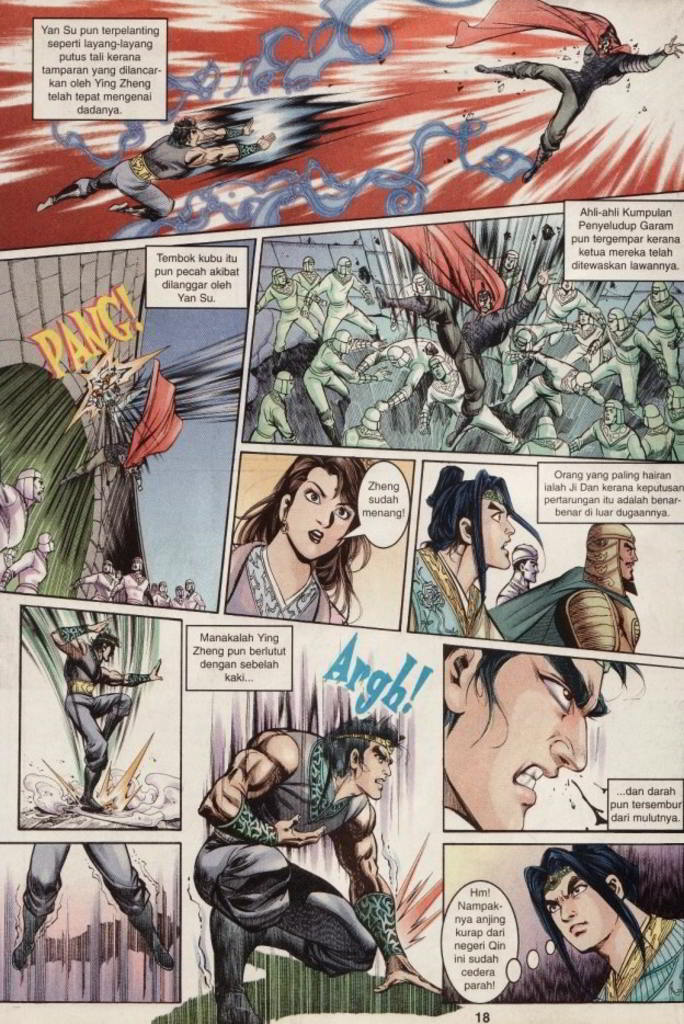 Yan Su pun terpelanting
seperti layang-layang
putus tali kerana
tamparan yang dilancar-
kan oleh Ying Zheng
telah tepat mengenai
dadanya.
Tembok kubu itu
pun pecah akibat
dilanggar oleh
Yan Su.
PANG!
Ahli-ahli Kumpulan
Penyeludup Garam
pun tergempar kerana
ketua mereka telah
ditewaskan lawannya.
Zheng
sudah
menang!
Orang yang paling hairan
ialah Ji Dan kerana keputusan
pertarungan itu adalah benar-
benar di luar dugaannya.
Manakalah Ying
Zheng pun berlutut
dengan sebelah
kaki...
Argh!
...dan darah
pun tersembur
dari mulutnya.
Hm!
Nampak-
nya anjing
kurap dari
negeri Qin
ini sudah
cedera
parah!
18